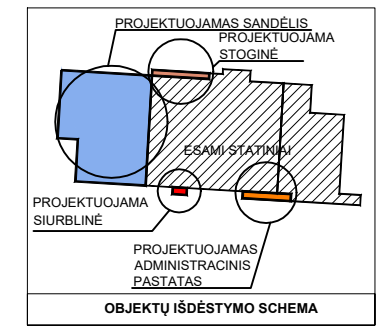 PROJEKTUOJAMAS SANDĖLIS
PROJEKTUOJAMA
STOGINĖ
ESAMI STATINIAI
PROJEKTUOJAMA
SIURBLINĖ
PROJEKTUOJAMAS
ADMINISTRACINIS
PASTATAS
OBJEKTŲ IŠDĖSTYMO SCHEMA